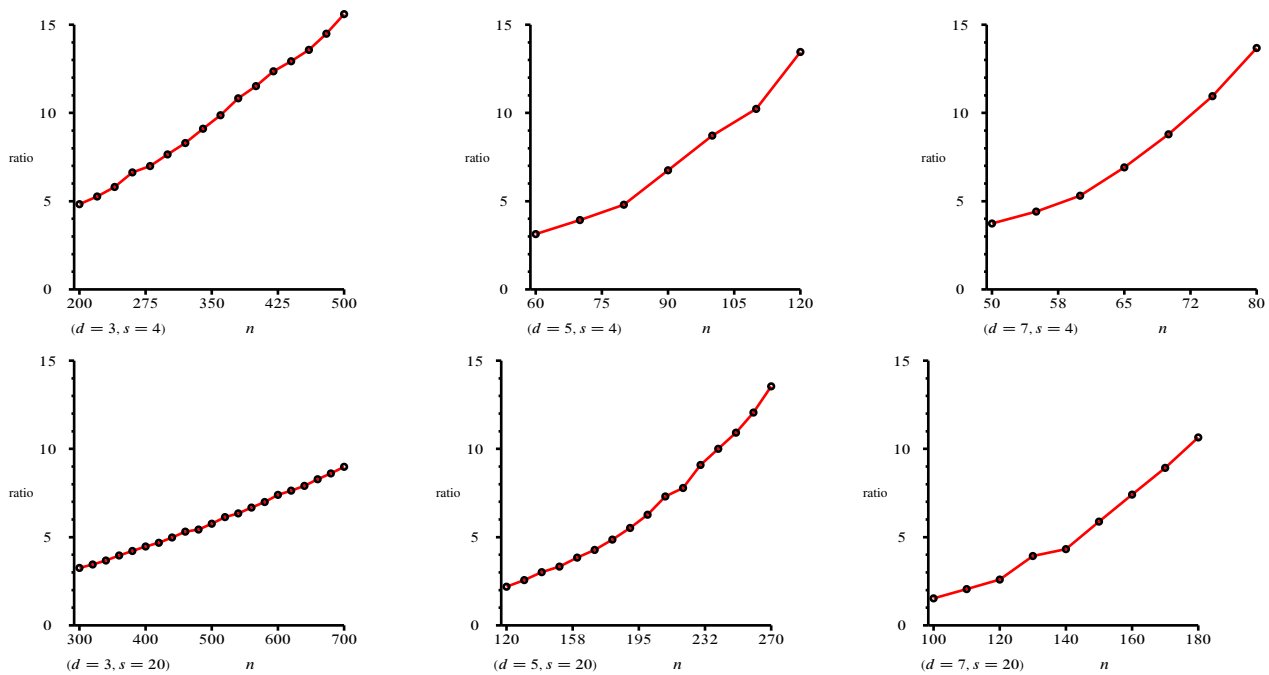 15
10
ratio
5
0
200 275 350 425 500
(d = 3, s = 4) n
15
10
ratio
5
0
60 75 90 105 120
(d = 5, s = 4) n
15
10
ratio
5
0
50 58 65 72 80
(d = 7, s = 4) n
15
10
ratio
5
0
300 400 500 600 700
(d = 3, s = 20) n
15
10
ratio
5
0
120 158 195 232 270
(d = 5, s = 20) n
15
10
ratio
5
0
100 120 140 160 180
(d = 7, s = 20) n